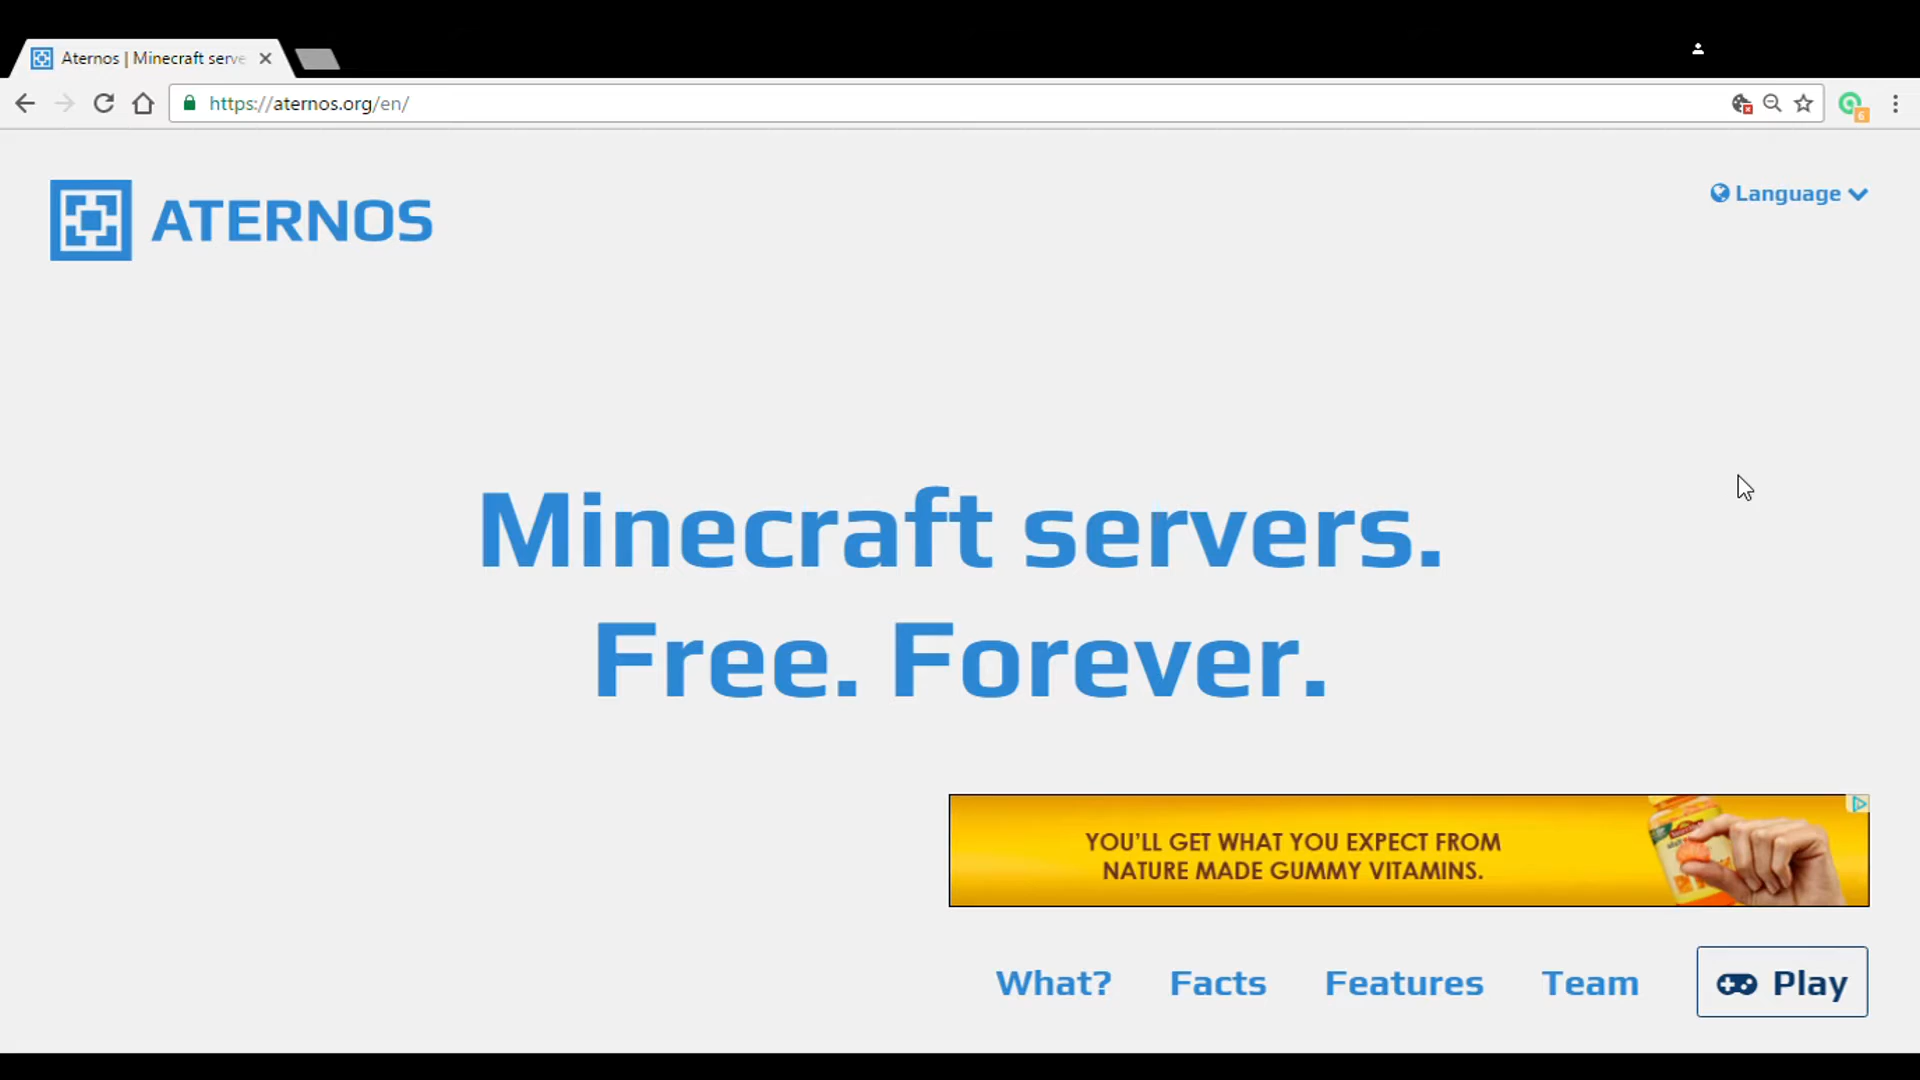 Aternos | Minecraft serve
https://aternos.org/en/
6
ATERNOS
Language
Minecraft servers.
Free. Forever.
YOU'LL GET WHAT YOU EXPECT FROM
NATURE MADE GUMMY VITAMINS.
What? Facts Features Team Play